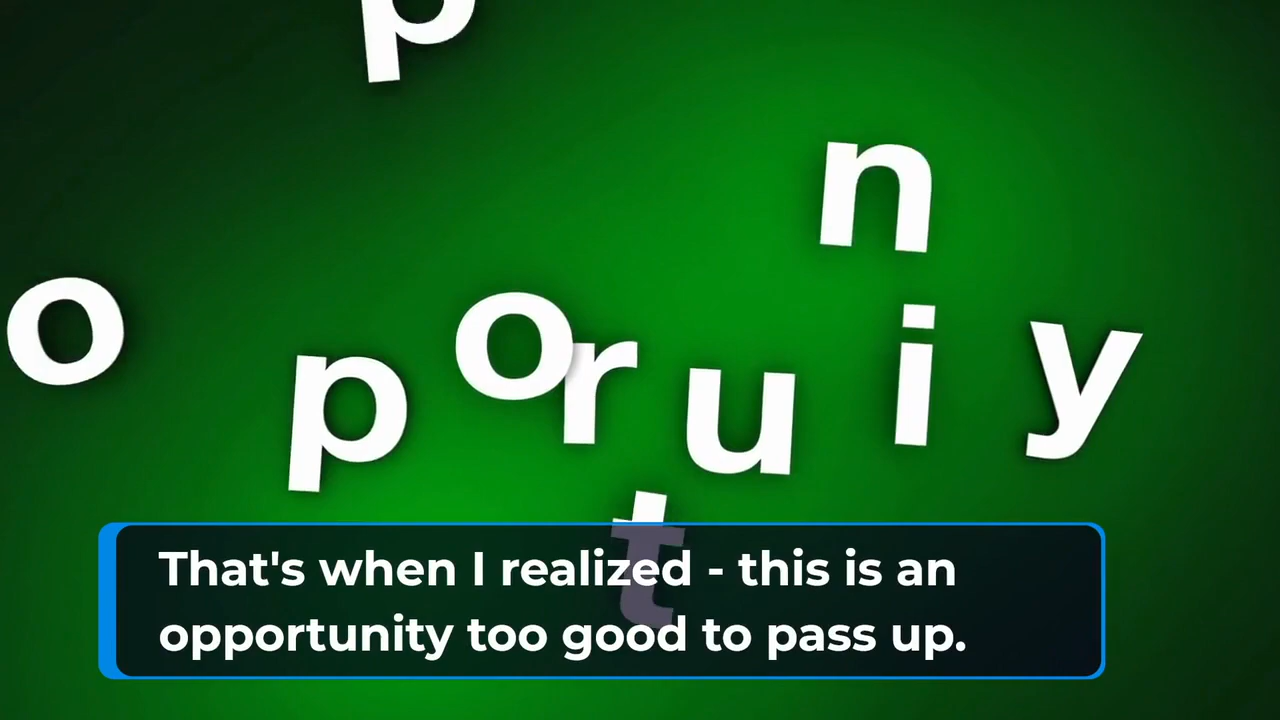 p
n
o p o r u i y
t
That's when I realized - this is an
opportunity too good to pass up.